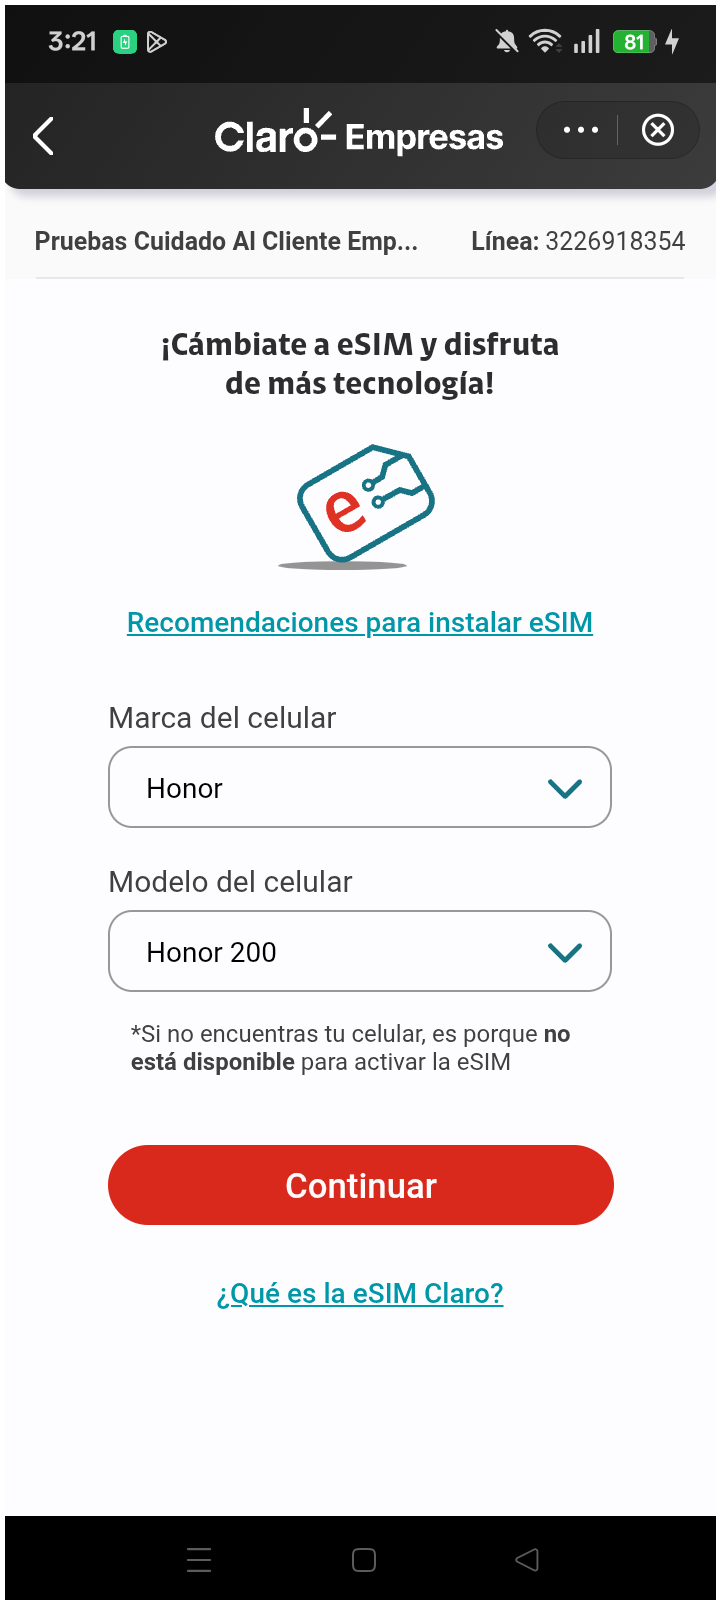 3:21
81
Claro Empresas
Pruebas Cuidado Al Cliente Emp... Línea: 3226918354
¡Cámbiate a eSIM y disfruta
de más tecnología!
e
Recomendaciones para instalar eSIM
Marca del celular
Honor
Modelo del celular
Honor 200
*Si no encuentras tu celular, es porque no
está disponible para activar la eSIM
Continuar
¿Qué es la eSIM Claro?